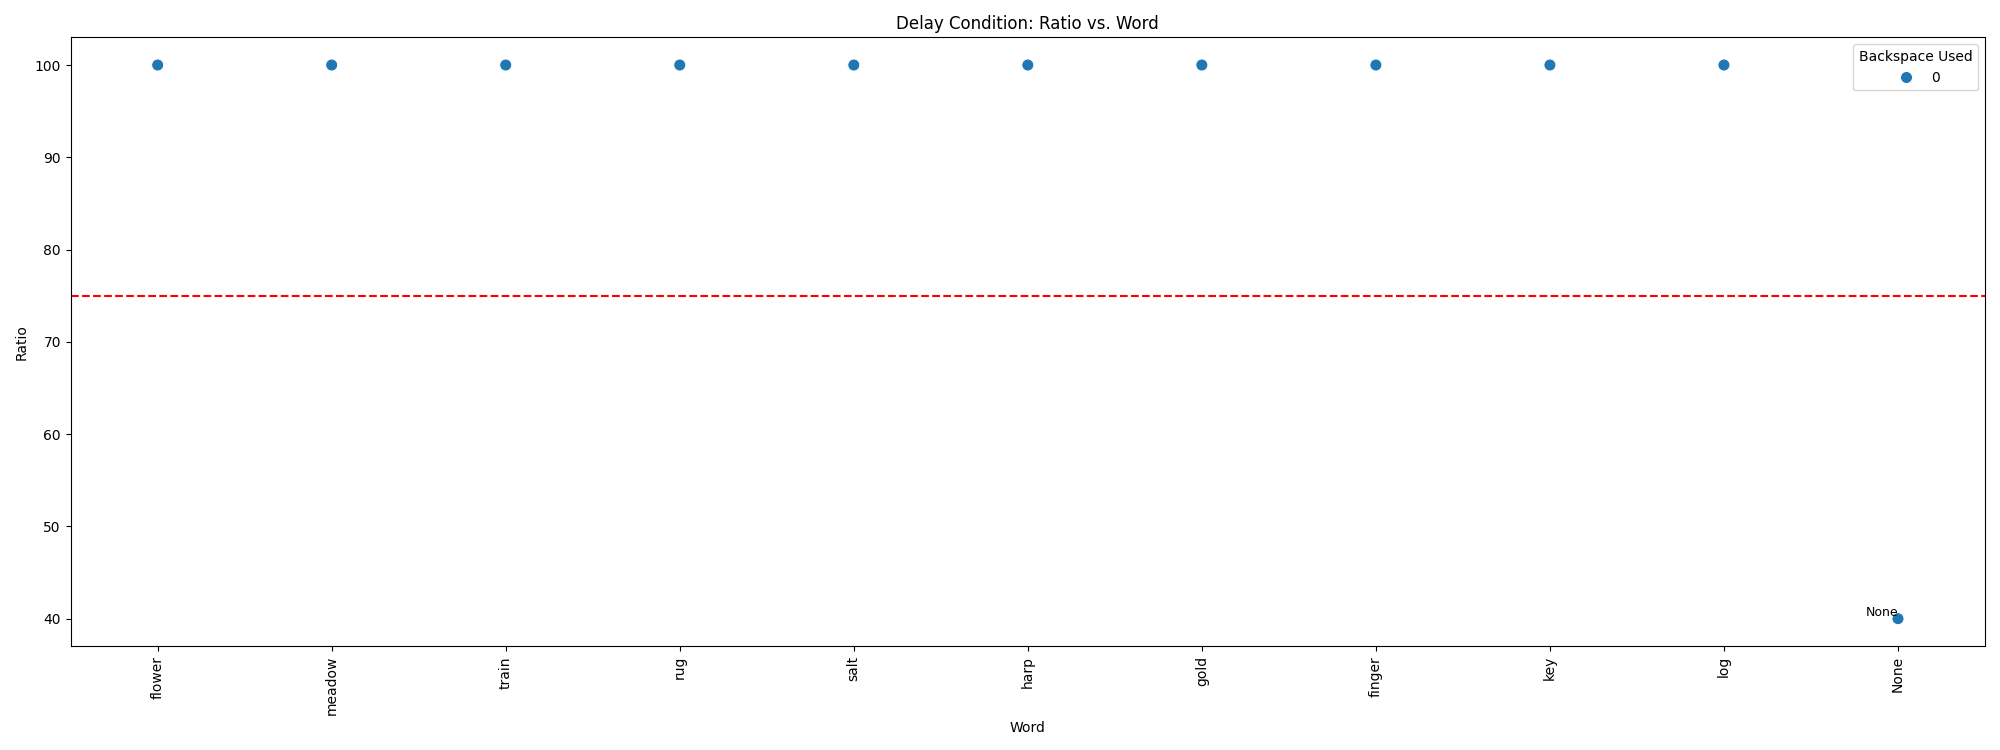 Delay Condition: Ratio vs. Word
Backspace Used
0
100
90
80
70
60
50
40
Ratio
None
flower
meadow
train
rug
salt
harp
gold
finger
key
log
None
Word